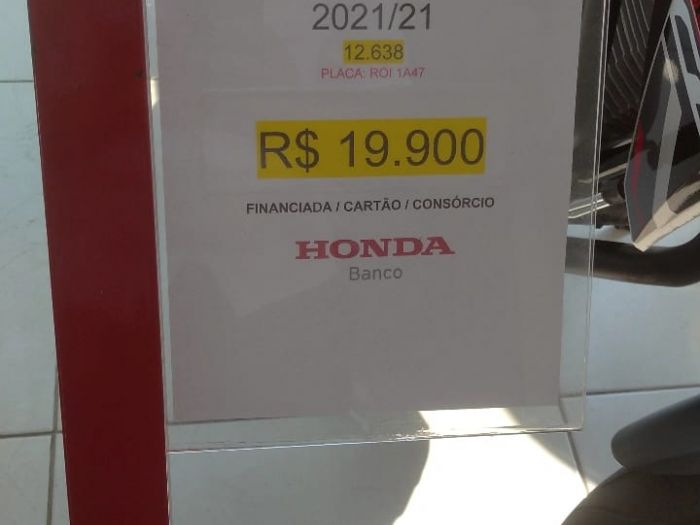 2021/21
12.638
PLACA: ROI 1A47
R$ 19.900
FINANCIADA / CARTÃO / CONSÓRCIO
HONDA
Banco